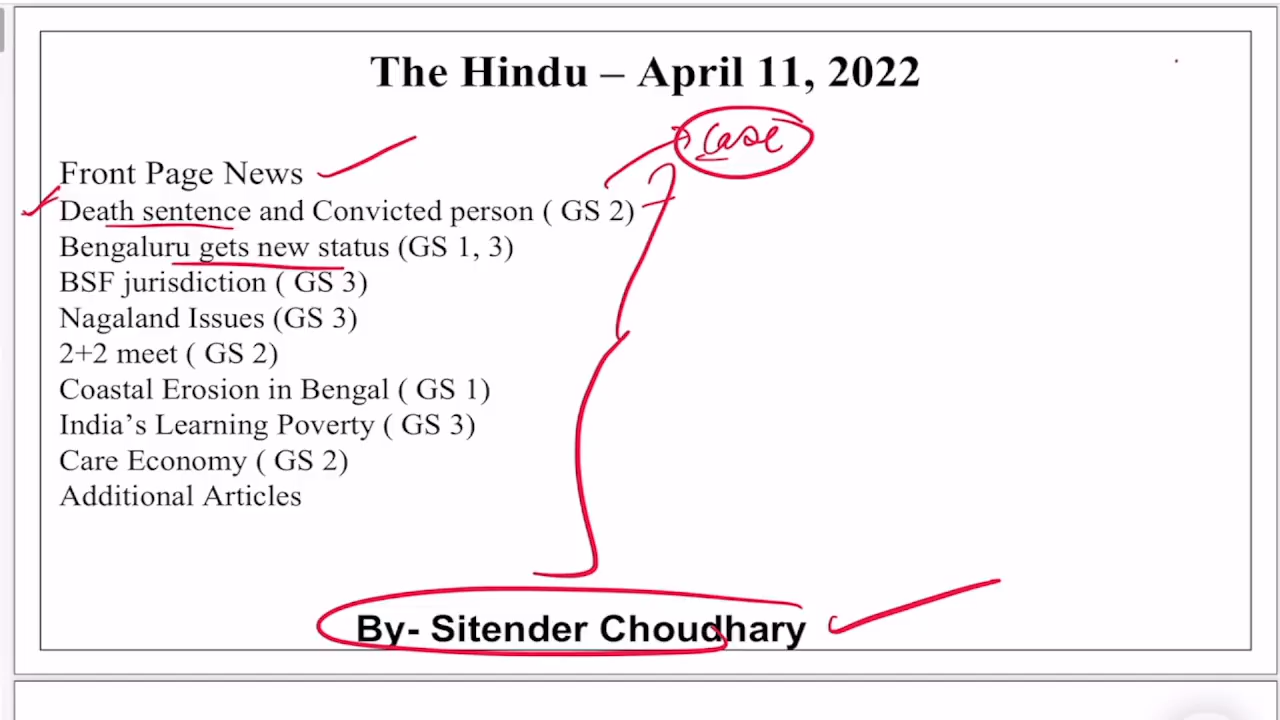 The Hindu – April 11, 2022
case
Front Page News
Death sentence and Convicted person ( GS 2)
Bengaluru gets new status (GS 1, 3)
BSF jurisdiction ( GS 3)
Nagaland Issues (GS 3)
2+2 meet ( GS 2)
Coastal Erosion in Bengal ( GS 1)
India’s Learning Poverty ( GS 3)
Care Economy ( GS 2)
Additional Articles
By- Sitender Choudhary